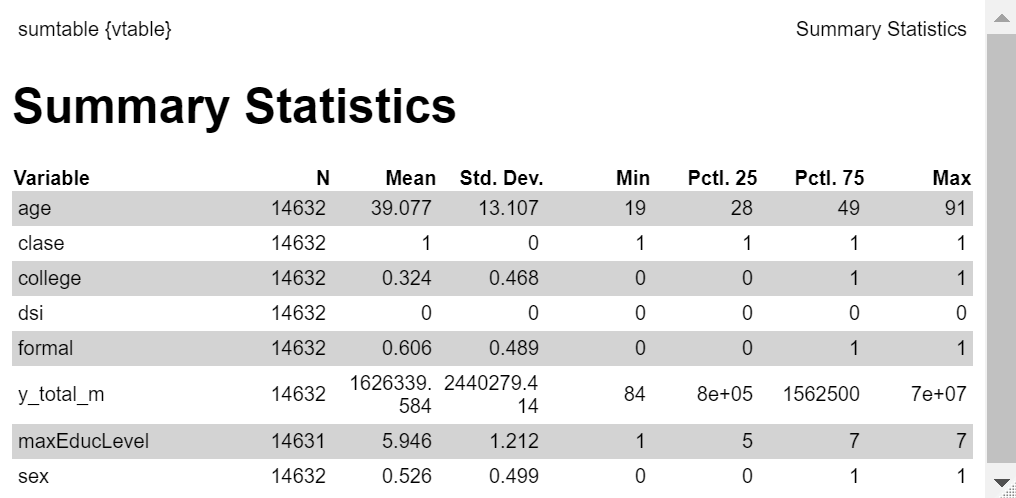 sumtable {vtable} Summary Statistics
Summary Statistics
Variable N Mean Std. Dev. Min Pctl. 25 Pctl. 75 Max
age 14632 39.077 13.107 19 28 49 91
clase 14632 1 0 1 1 1 1
college 14632 0.324 0.468 0 0 1 1
dsi 14632 0 0 0 0 0 0
formal 14632 0.606 0.489 0 0 1 1
y_total_m 14632 1626339. 2440279.4 84 8e+05 1562500 7e+07
584 14
maxEducLevel 14631 5.946 1.212 1 5 7 7
sex 14632 0.526 0.499 0 0 1 1